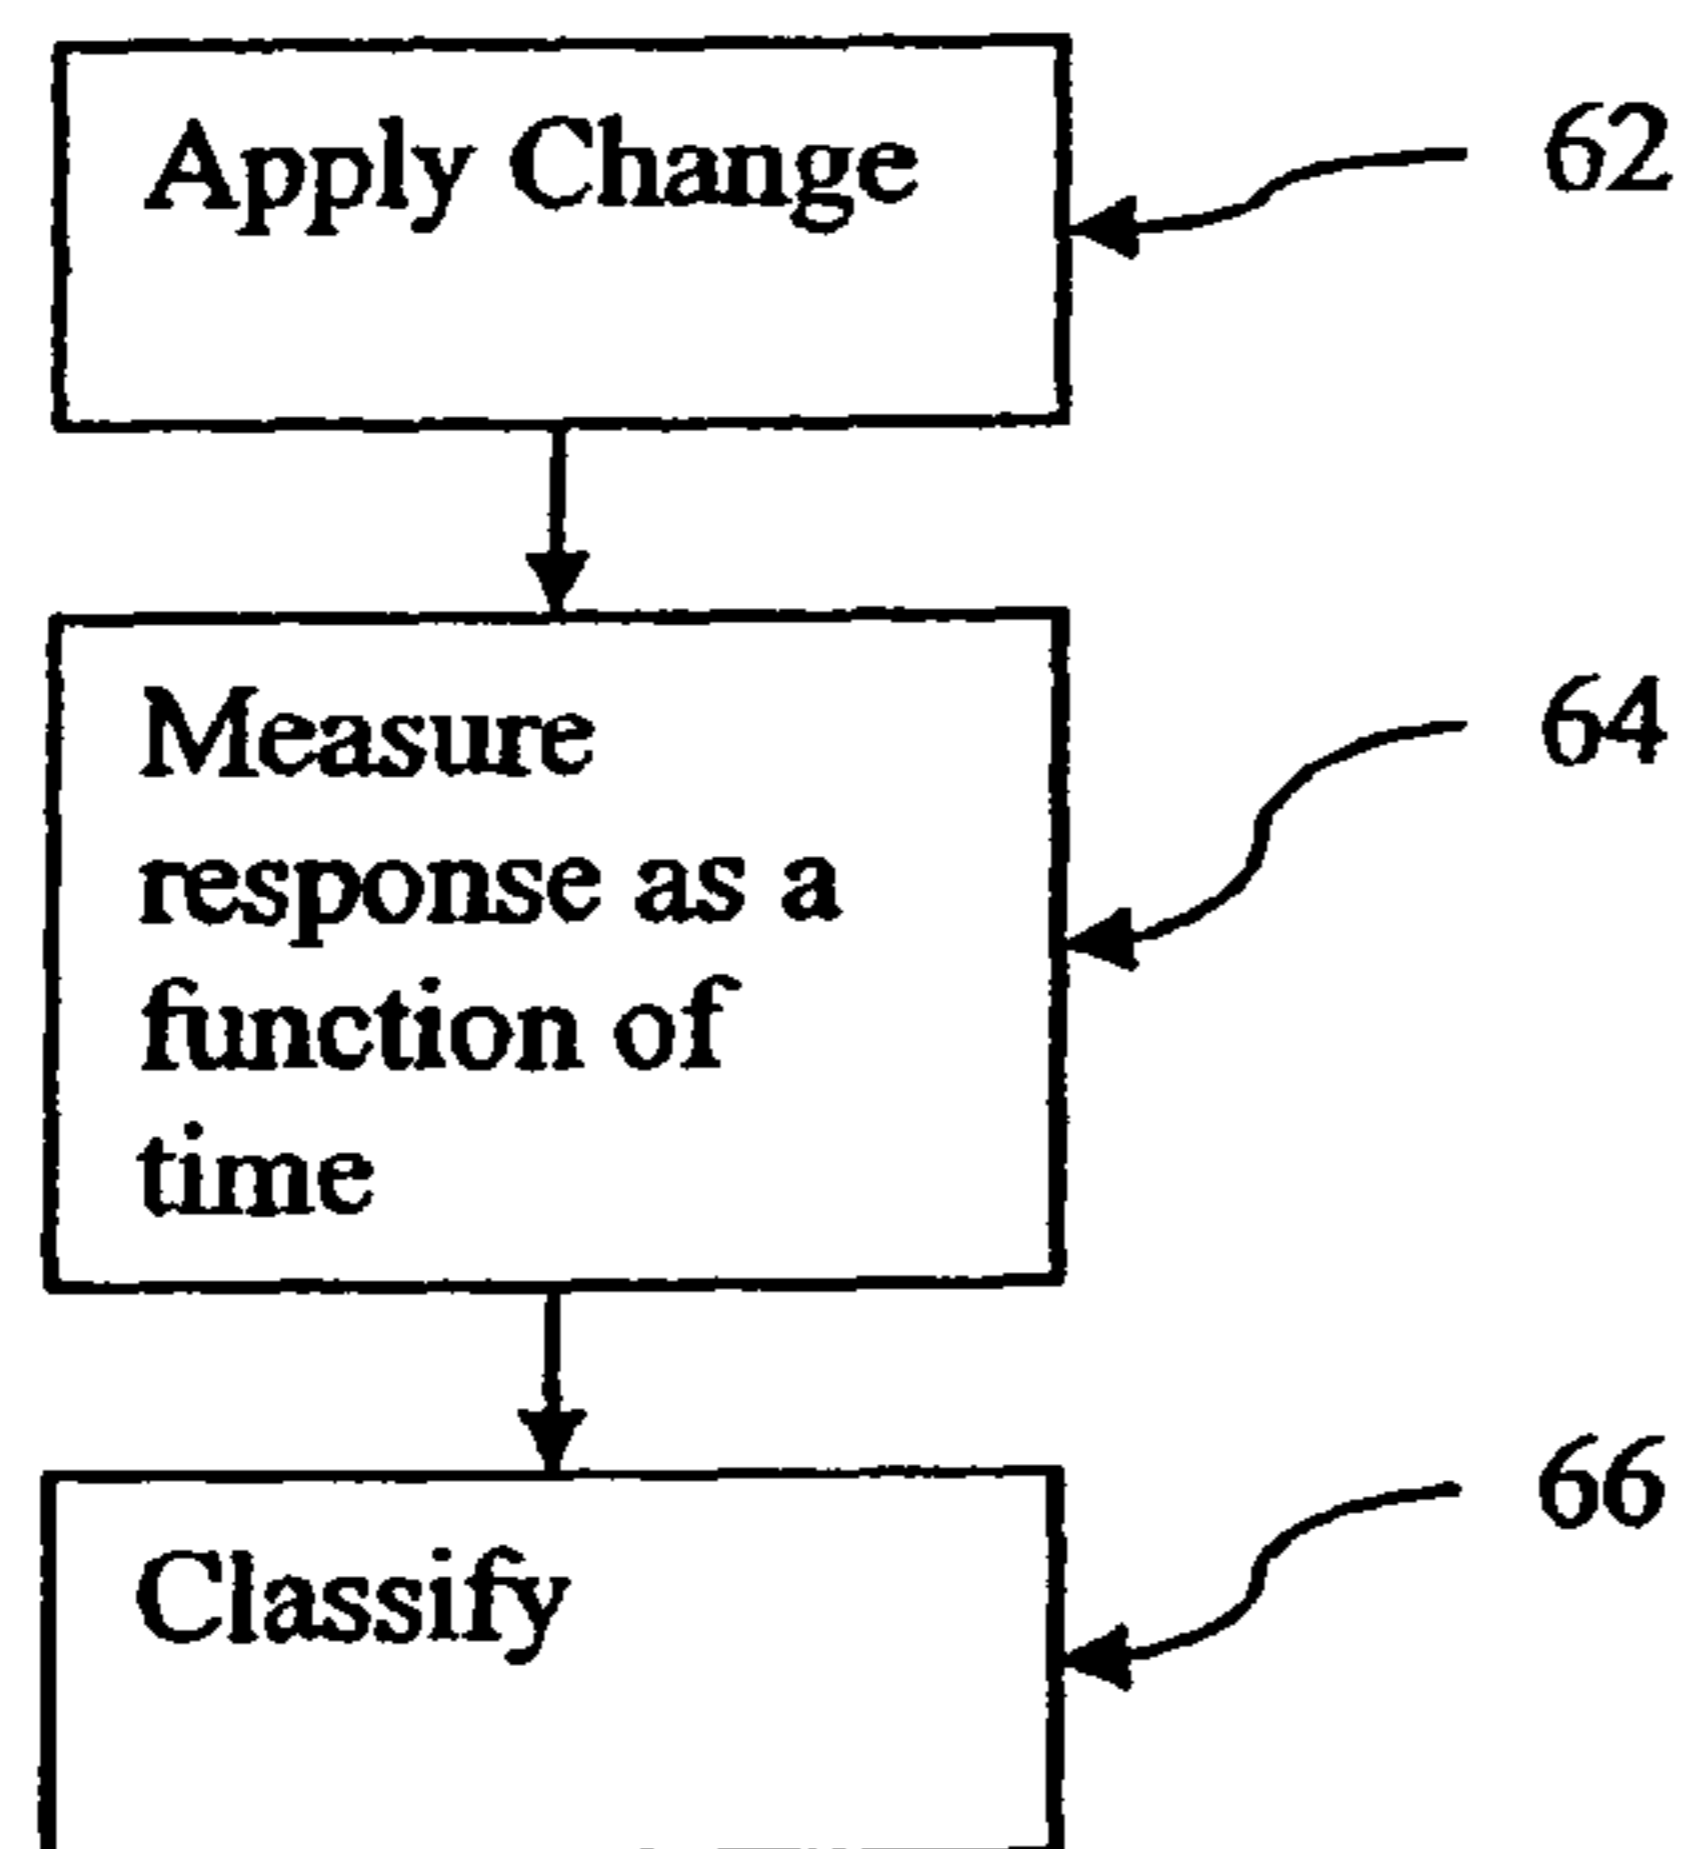 Apply Change
62
Measure
response as a
function of
time
64
Classify
66